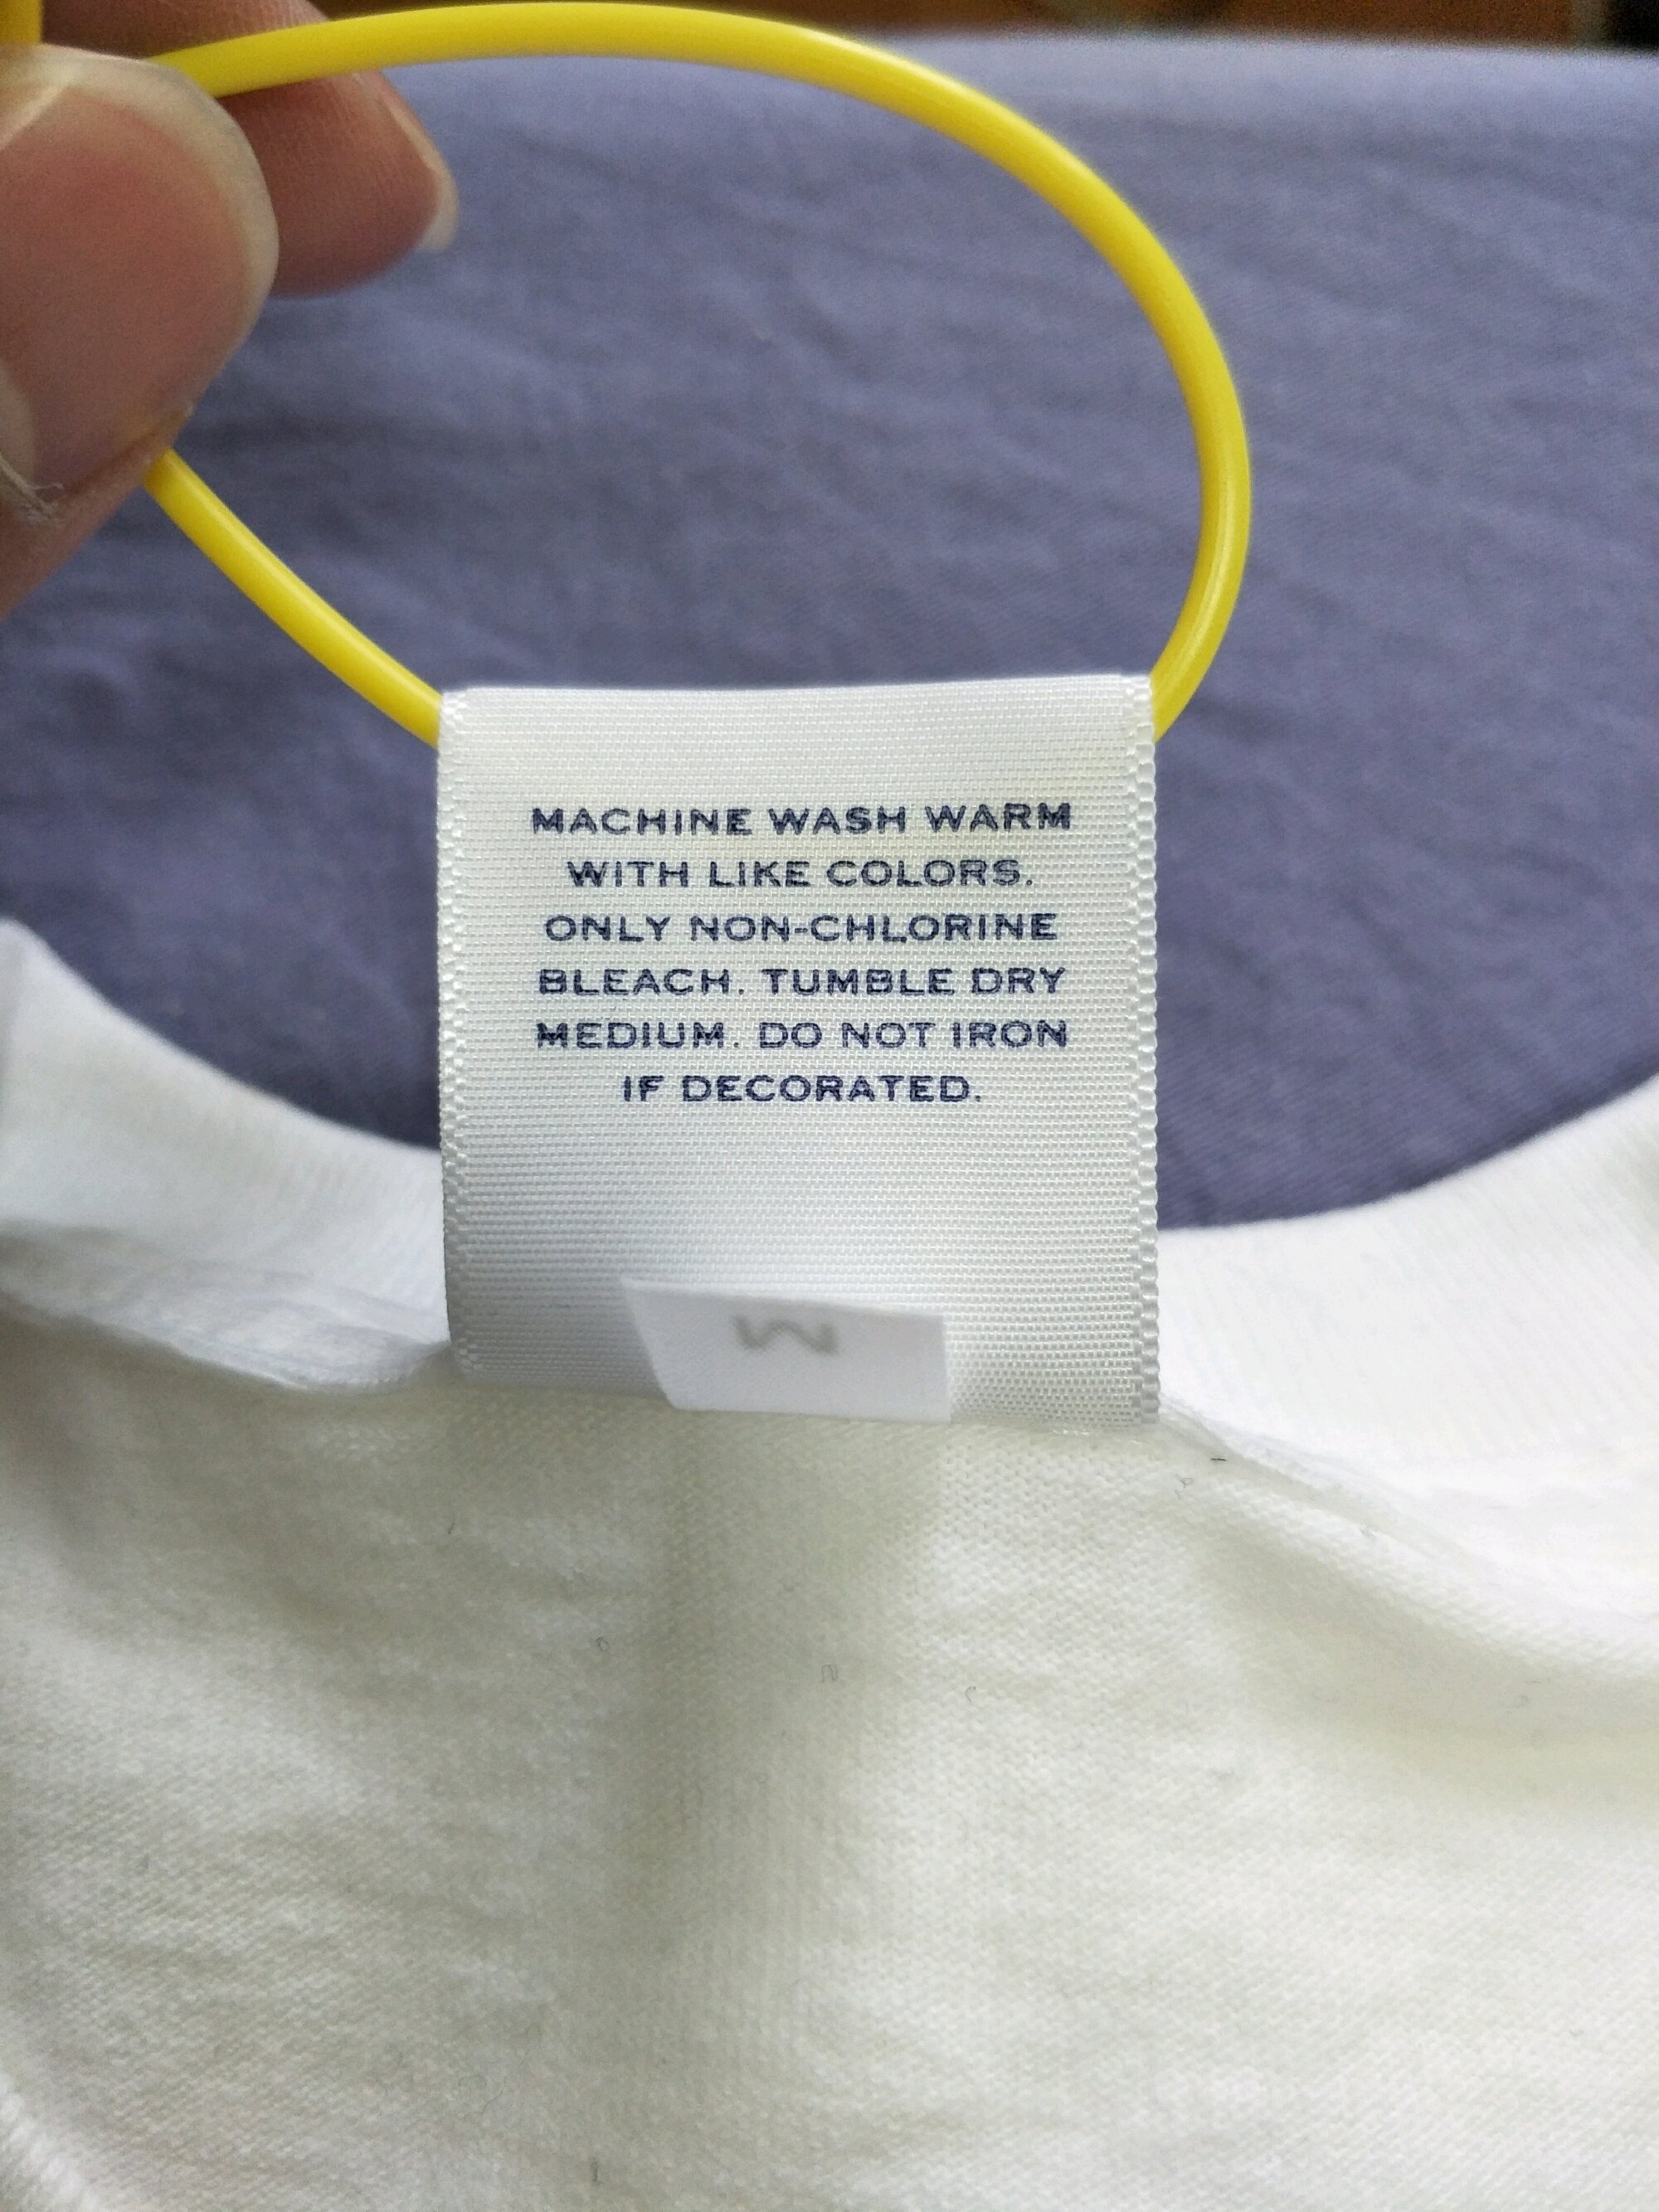 MACHINE WASH WARM
WITH LIKE COLORS.
ONLY NON-CHLORINE
BLEACH. TUMBLE DRY
MEDIUM. DO NOT IRON
IF DECORATED.
M